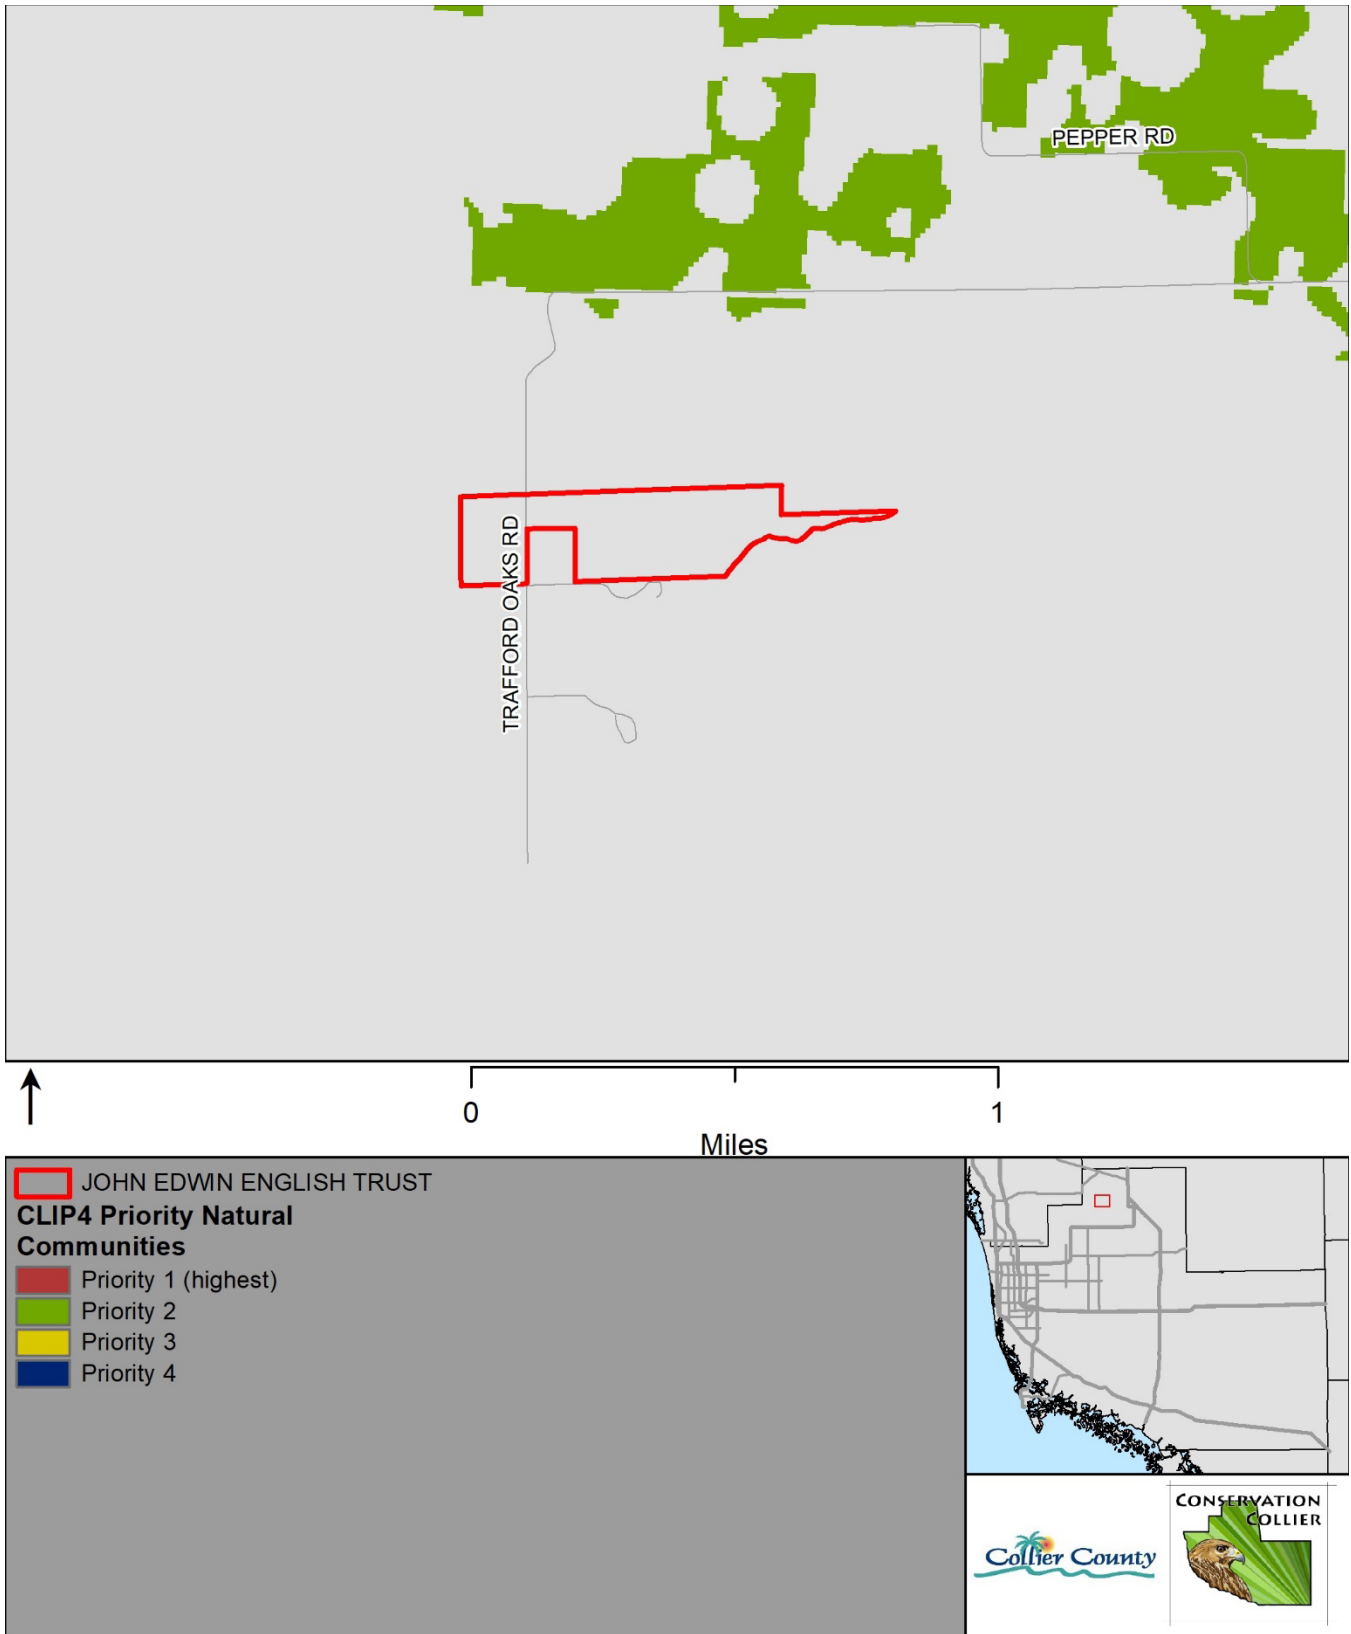 PEPPER RD
TRAFFORD OAKS RD
0 1
Miles
JOHN EDWIN ENGLISH TRUST
CLIP4 Priority Natural
Communities
Priority 1 (highest)
Priority 2
Priority 3
Priority 4
Collier County
CONSERVATION
COLLIER